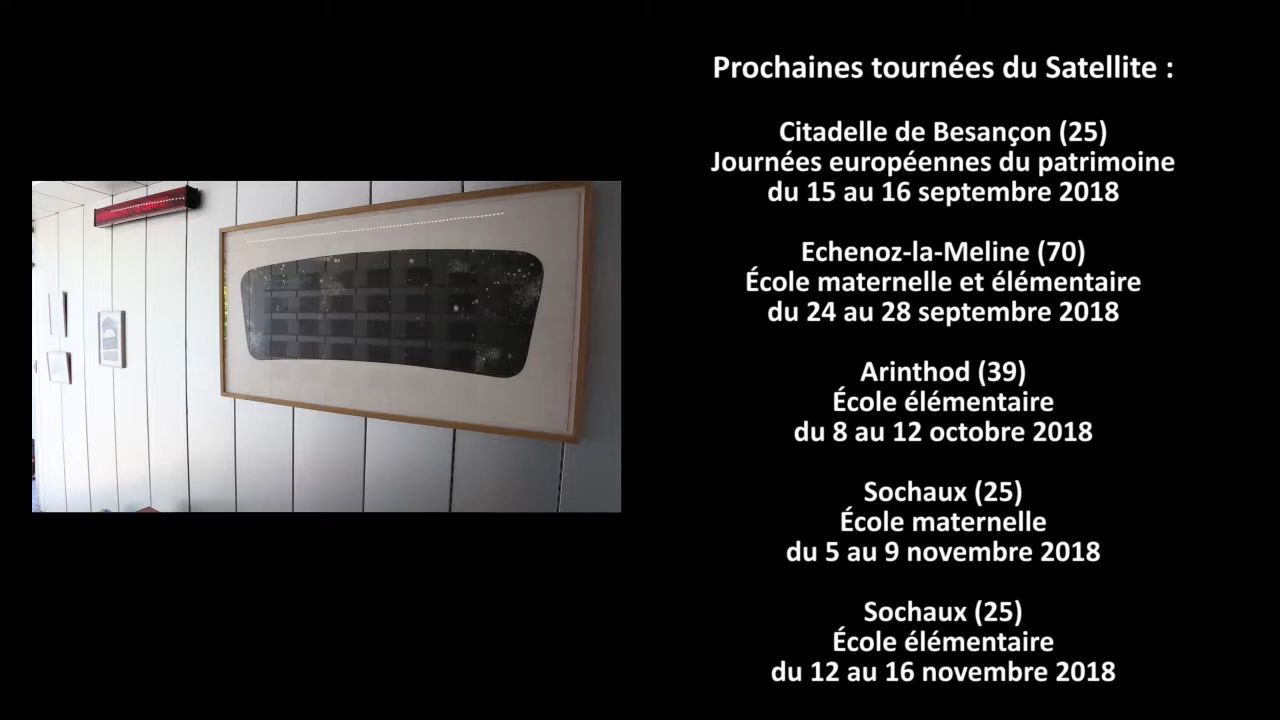 Prochaines tournées du Satellite :
Citadelle de Besançon (25)
Journées européennes du patrimoine
du 15 au 16 septembre 2018
Echenoz-la-Meline (70)
École maternelle et élémentaire
du 24 au 28 septembre 2018
Arinthod (39)
École élémentaire
du 8 au 12 octobre 2018
Sochaux (25)
École maternelle
du 5 au 9 novembre 2018
Sochaux (25)
École élémentaire
du 12 au 16 novembre 2018